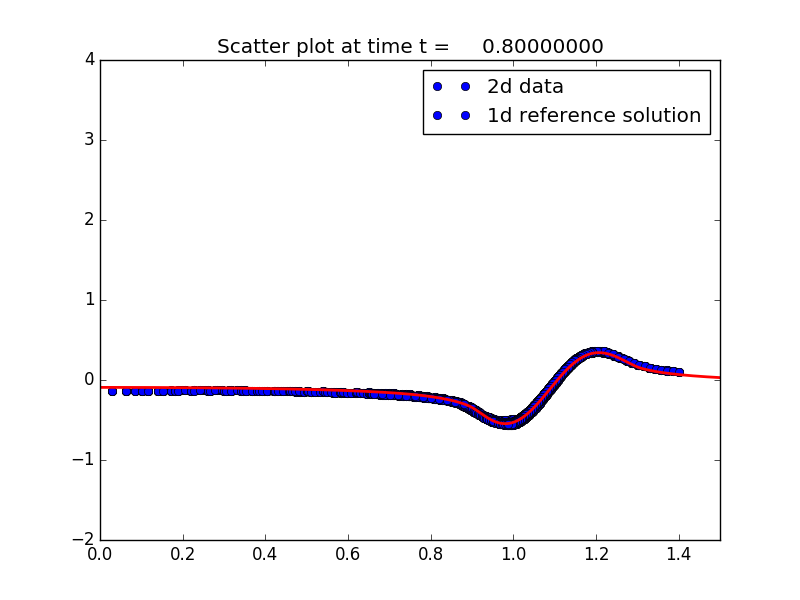 Scatter plot at time t = 0.80000000
2d data
1d reference solution
4
3
2
1
0
−1
−2
0.0 0.2 0.4 0.6 0.8 1.0 1.2 1.4